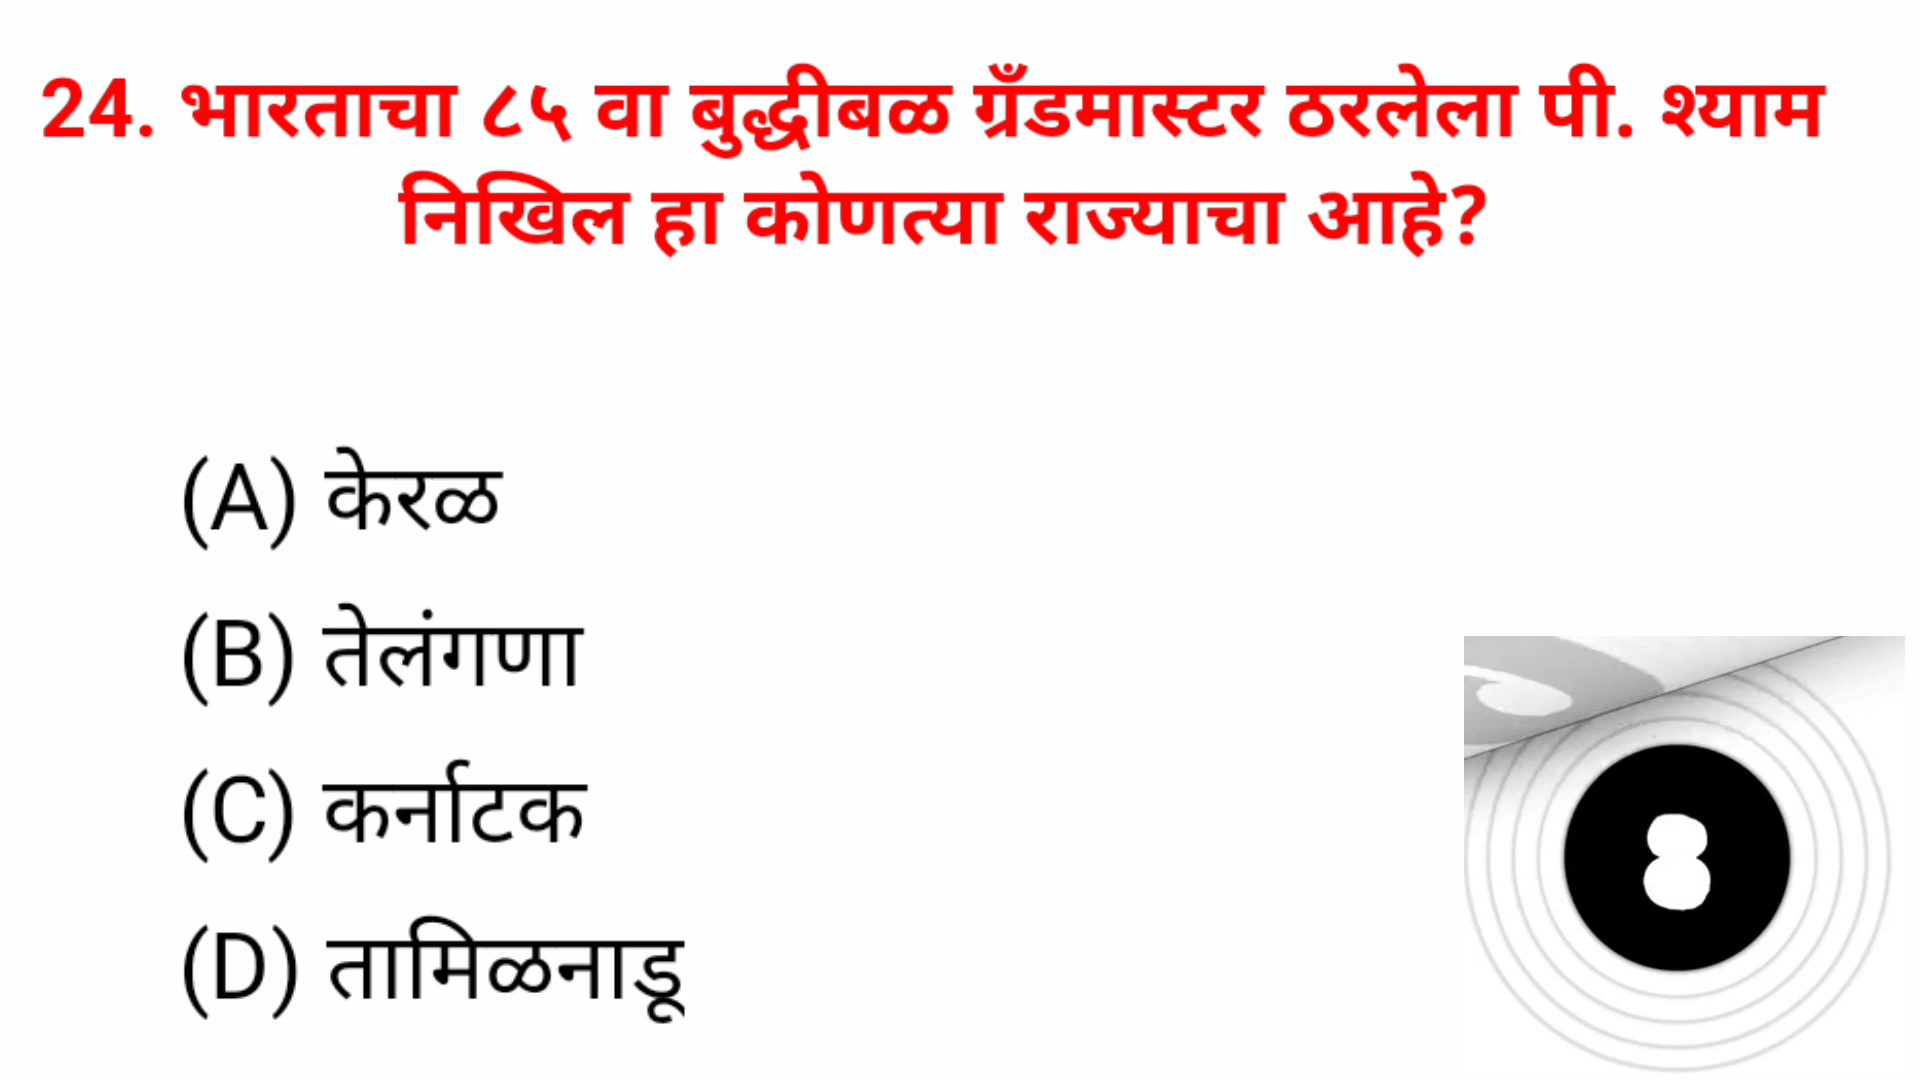 24. भारताचा ८५ वा बुद्धीबळ ग्रँडमास्टर ठरलेला पी. श्याम
निखिल हा कोणत्या राज्याचा आहे?
(A) केरळ
(B) तेलंगणा
(C) कर्नाटक
(D) तामिळनाडू
8